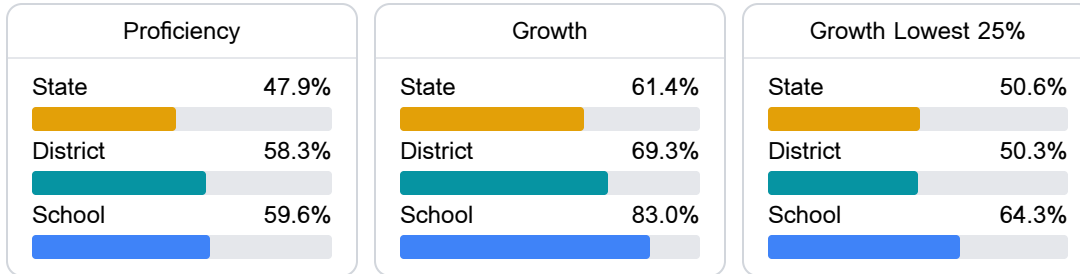 Proficiency
State 47.9%
District 58.3%
School 59.6%
Growth
State 61.4%
District 69.3%
School 83.0%
Growth Lowest 25%
State 50.6%
District 50.3%
School 64.3%